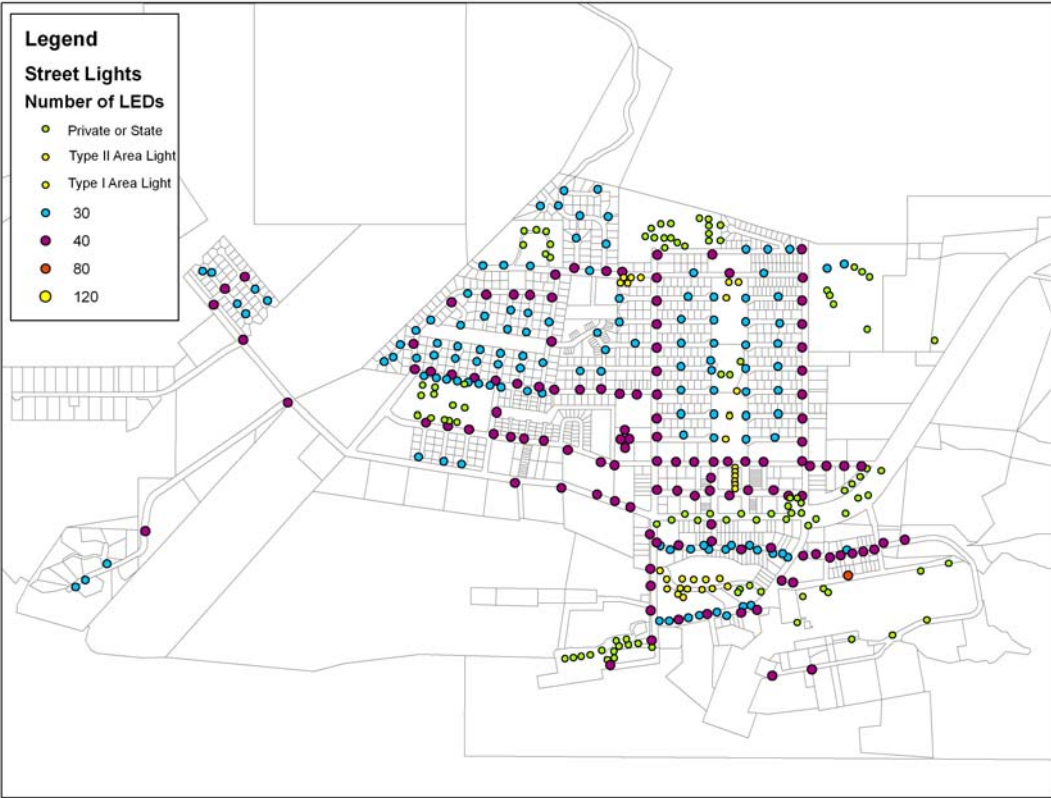 Legend
Street Lights
Number of LEDs
Private or State
Type II Area Light
Type I Area Light
30
40
80
120